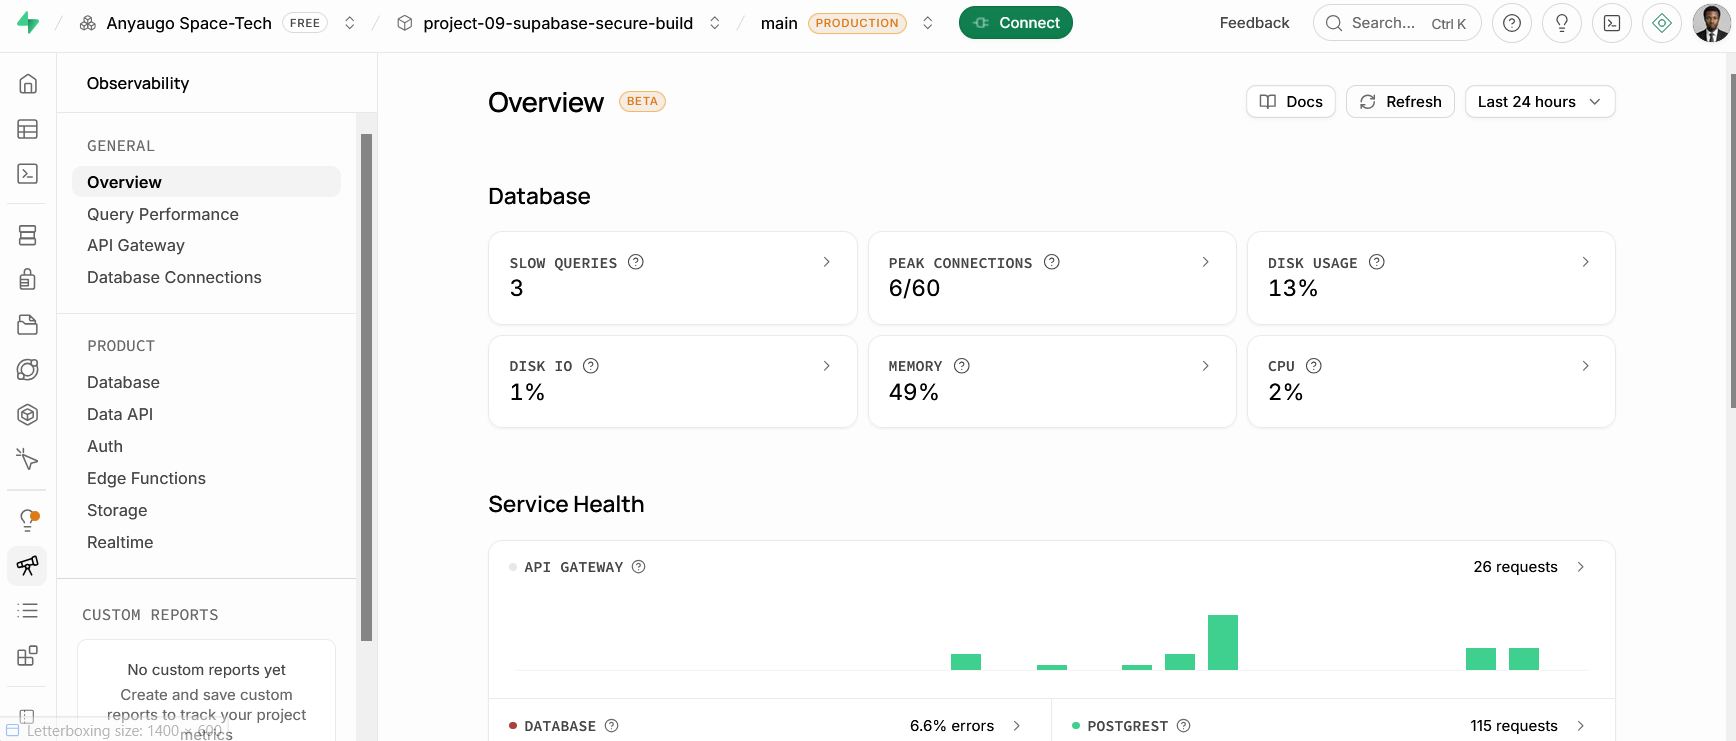 Anyaugo Space-Tech FREE project-09-supabase-secure-build main PRODUCTION Connect Feedback Search... Ctrl K
Observability
GENERAL
Overview
Query Performance
API Gateway
Database Connections
PRODUCT
Database
Data API
Auth
Edge Functions
Storage
Realtime
CUSTOM REPORTS
No custom reports yet
Create and save custom
reports to track your project
metrics
Letterboxing size: 1400 × 600
Overview BETA Docs Refresh Last 24 hours
Database
SLOW QUERIES
3
PEAK CONNECTIONS
6/60
DISK USAGE
13%
DISK IO
1%
MEMORY
49%
CPU
2%
Service Health
API GATEWAY 26 requests
DATABASE 6.6% errors
POSTGREST 115 requests